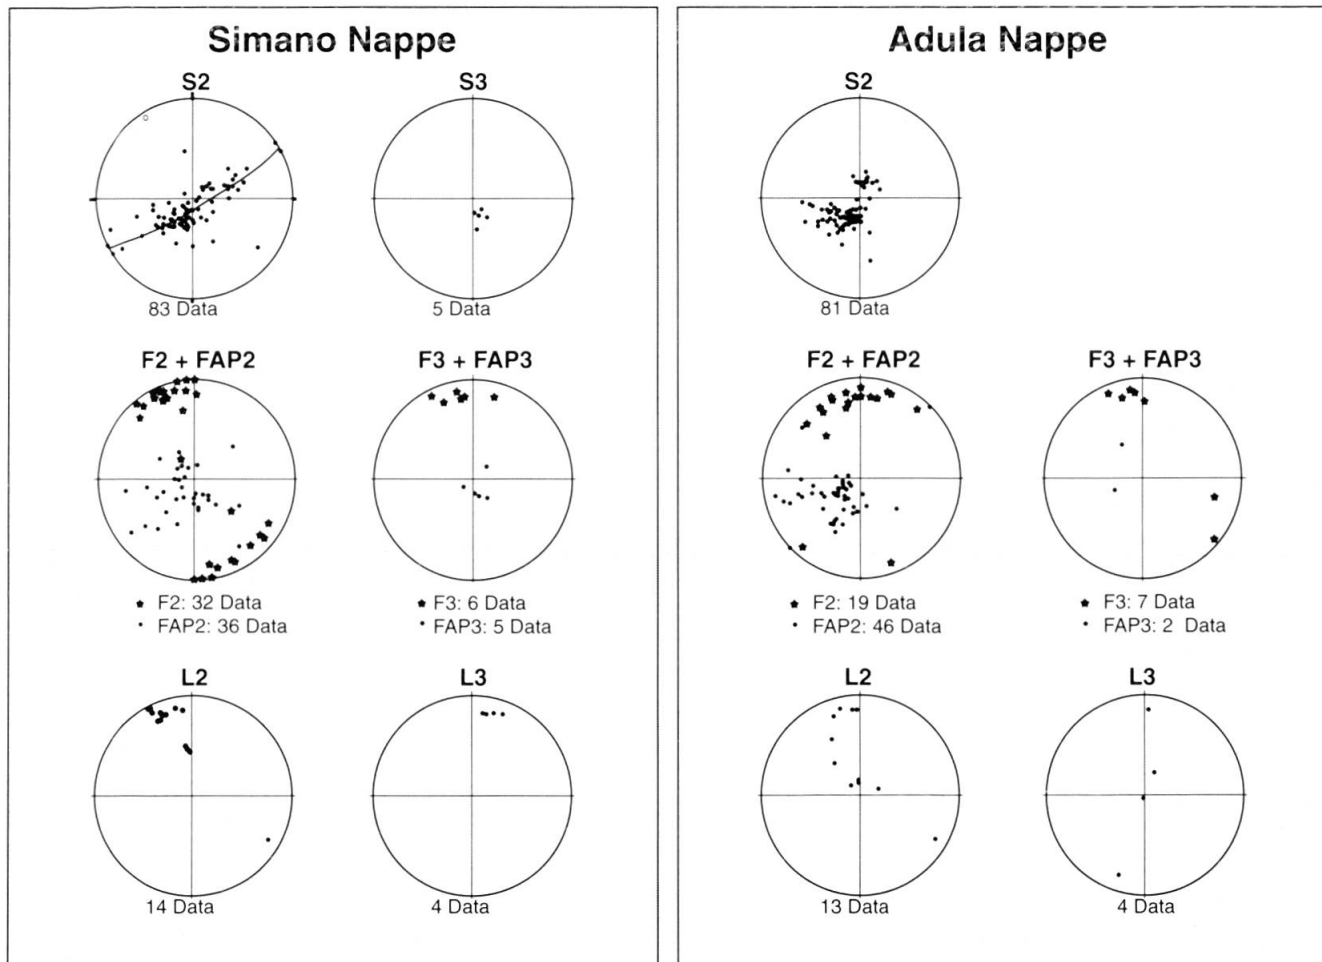 Simano Nappe
S2
S3
83 Data
5 Data
F2 + FAP2
F3 + FAP3
F2: 32 Data
FAP2: 36 Data
F3: 6 Data
FAP3: 5 Data
L2
L3
14 Data
4 Data
Adula Nappe
S2
81 Data
F2 + FAP2
F3 + FAP3
F2: 19 Data
FAP2: 46 Data
F3: 7 Data
FAP3: 2 Data
L2
L3
13 Data
4 Data